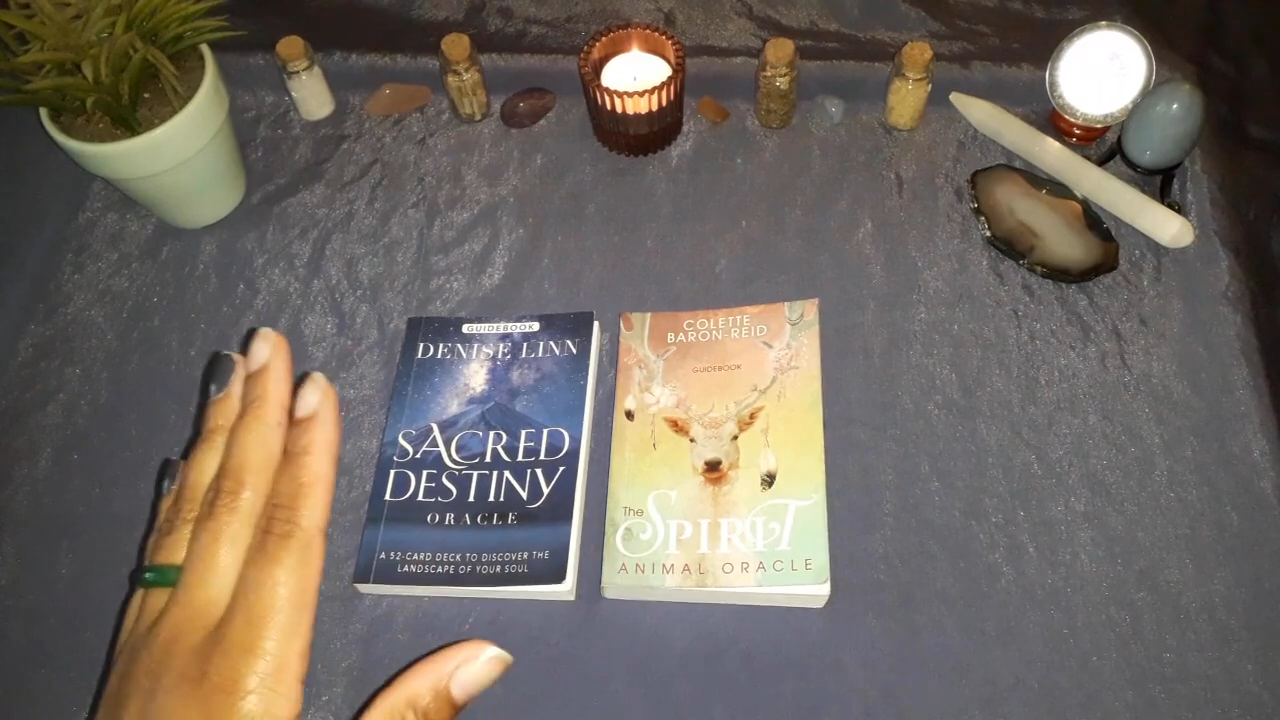 GUIDEBOOK
DENISE LINN
SACRED
DESTINY
ORACLE
A 52-CARD DECK TO DISCOVER THE
LANDSCAPE OF YOUR SOUL
COLETTE
BARON-REID
GUIDEBOOK
The
SPIRIT
ANIMAL ORACLE